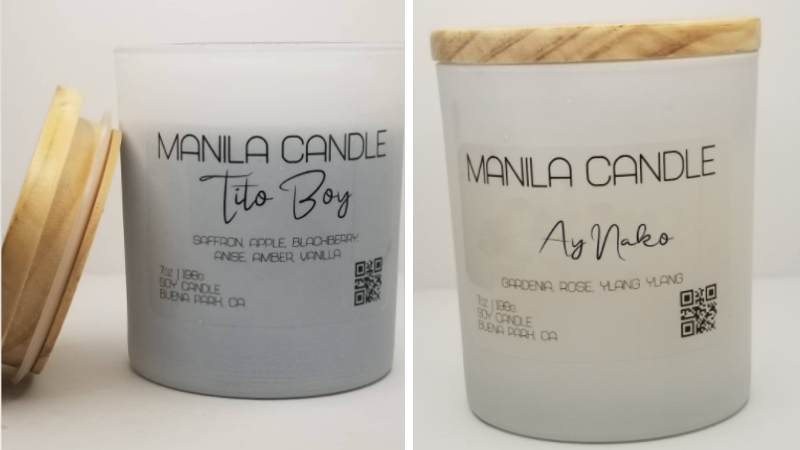 MANILA CANDLE
Tito Boy
SAFFRON, APPLE, BLACKBERRY,
ANISE, AMBER, VANILLA
7oz | 198g
SOY CANDLE
BUENA PARK, CA
MANILA CANDLE
Ay Nako
GARDENIA, ROSE, YLANG YLANG
7oz | 198g
SOY CANDLE
BUENA PARK, CA